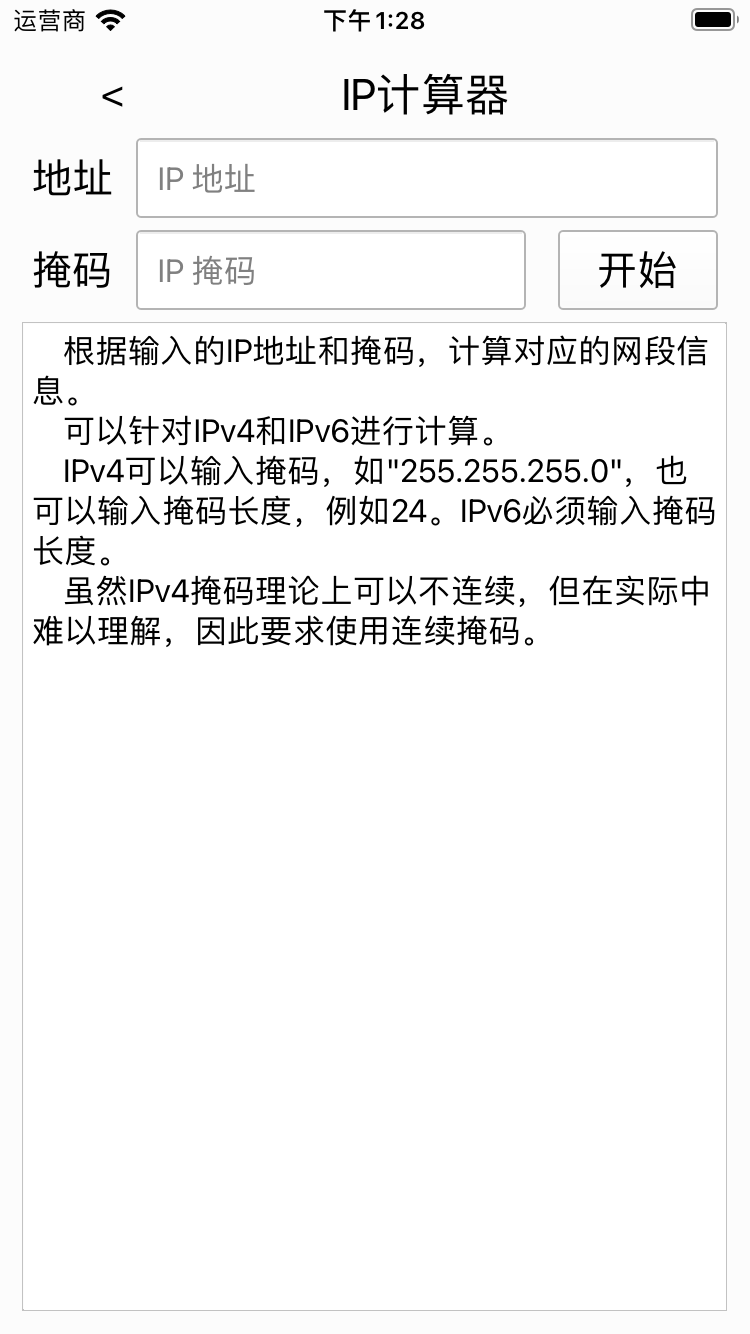 运营商 下午1:28
< IP计算器
地址 IP 地址
掩码 IP 掩码 开始
根据输入的IP地址和掩码，计算对应的网段信
息。
可以针对IPv4和IPv6进行计算。
IPv4可以输入掩码，如"255.255.255.0"，也
可以输入掩码长度，例如24。IPv6必须输入掩码
长度。
虽然IPv4掩码理论上可以不连续，但在实际中
难以理解，因此要求使用连续掩码。